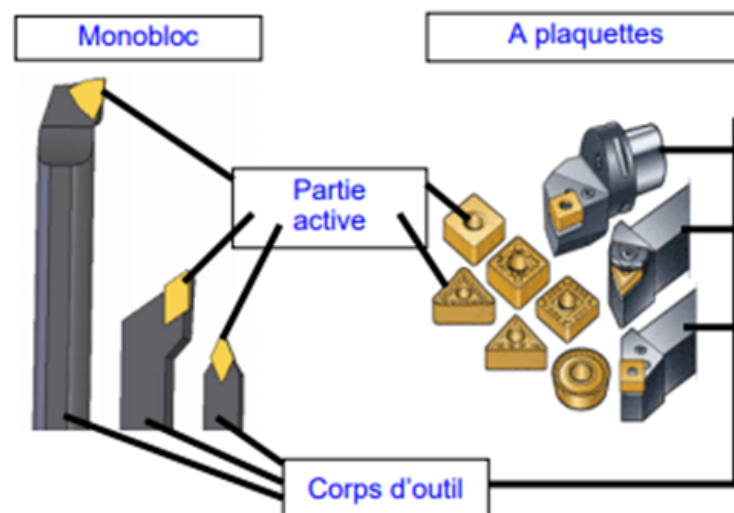 Monobloc
A plaquettes
Partie
active
Corps d'outil